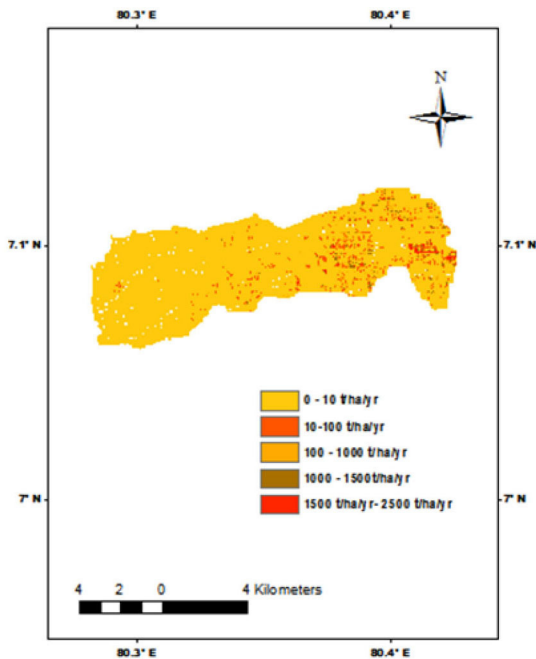 80.3° E 80.4° E
N
7.1° N 7.1° N
0 - 10 t/ha/yr
10-100 t/ha/yr
100 - 1000 t/ha/yr
1000 - 1500t/ha/yr
1500 t/ha/yr- 2500 t/ha/yr
7° N 7° N
4 2 0 4 Kilometers
80.3° E 80.4° E